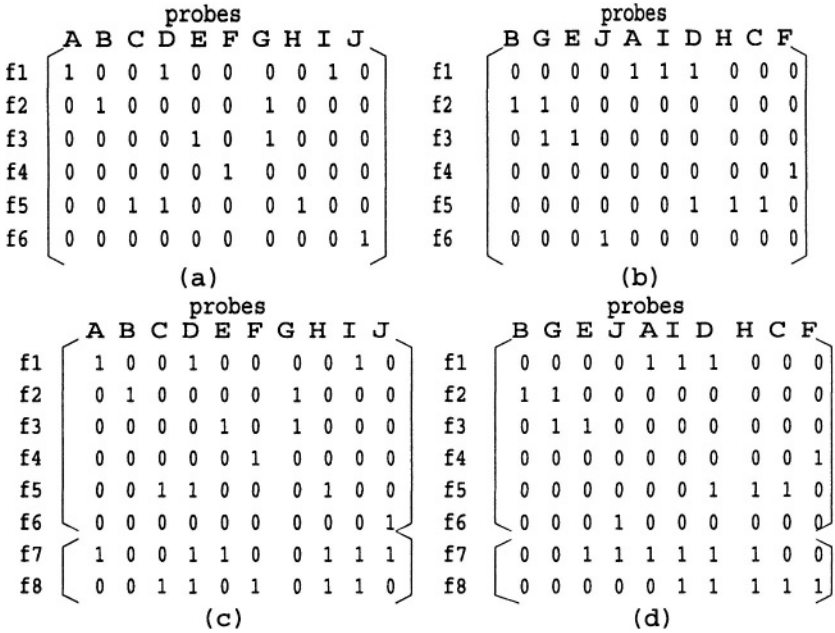 probes
A B C D E F G H I J
f1 1 0 0 1 0 0 0 0 1 0
f2 0 1 0 0 0 0 1 0 0 0
f3 0 0 0 0 1 0 1 0 0 0
f4 0 0 0 0 0 1 0 0 0 0
f5 0 0 1 1 0 0 0 1 0 0
f6 0 0 0 0 0 0 0 0 0 1
(a)
probes
B G E J A I D H C F
f1 0 0 0 0 1 1 1 0 0 0
f2 1 1 0 0 0 0 0 0 0 0
f3 0 1 1 0 0 0 0 0 0 0
f4 0 0 0 0 0 0 0 0 0 1
f5 0 0 0 0 0 0 1 1 1 0
f6 0 0 0 1 0 0 0 0 0 0
(b)
probes
A B C D E F G H I J
f1 1 0 0 1 0 0 0 0 1 0
f2 0 1 0 0 0 0 1 0 0 0
f3 0 0 0 0 1 0 1 0 0 0
f4 0 0 0 0 0 1 0 0 0 0
f5 0 0 1 1 0 0 0 1 0 0
f6 0 0 0 0 0 0 0 0 0 1
f7 1 0 0 1 1 0 0 1 1 1
f8 0 0 1 1 0 1 0 1 1 0
(c)
probes
B G E J A I D H C F
f1 0 0 0 0 1 1 1 0 0 0
f2 1 1 0 0 0 0 0 0 0 0
f3 0 1 1 0 0 0 0 0 0 0
f4 0 0 0 0 0 0 0 0 0 1
f5 0 0 0 0 0 0 1 1 1 0
f6 0 0 0 1 0 0 0 0 0 0
f7 0 0 1 1 1 1 1 1 0 0
f8 0 0 0 0 0 1 1 1 1 1
(d)